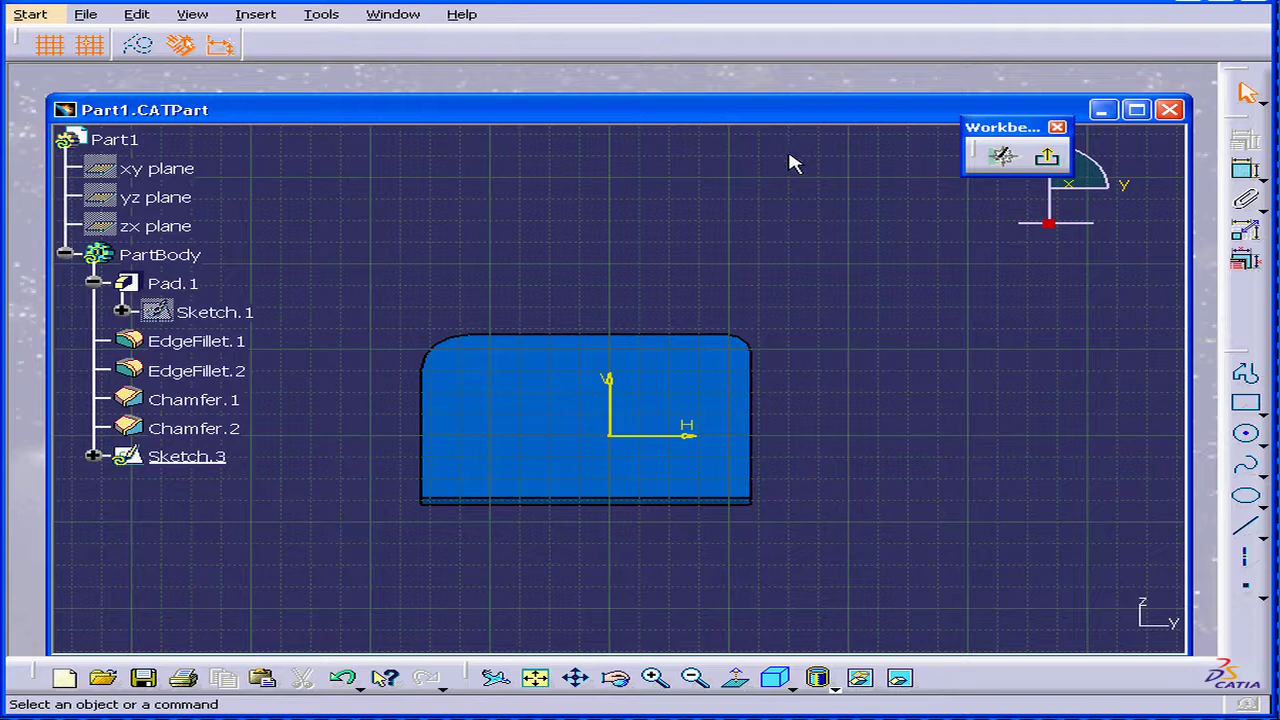 Start File Edit View Insert Tools Window Help
Part1.CATPart
Workbe...
Part1
xy plane
yz plane
zx plane
PartBody
Pad.1
Sketch.1
EdgeFillet.1
EdgeFillet.2
Chamfer.1
Chamfer.2
Sketch.3
x y
V
H
z
y
CATIA
Select an object or a command